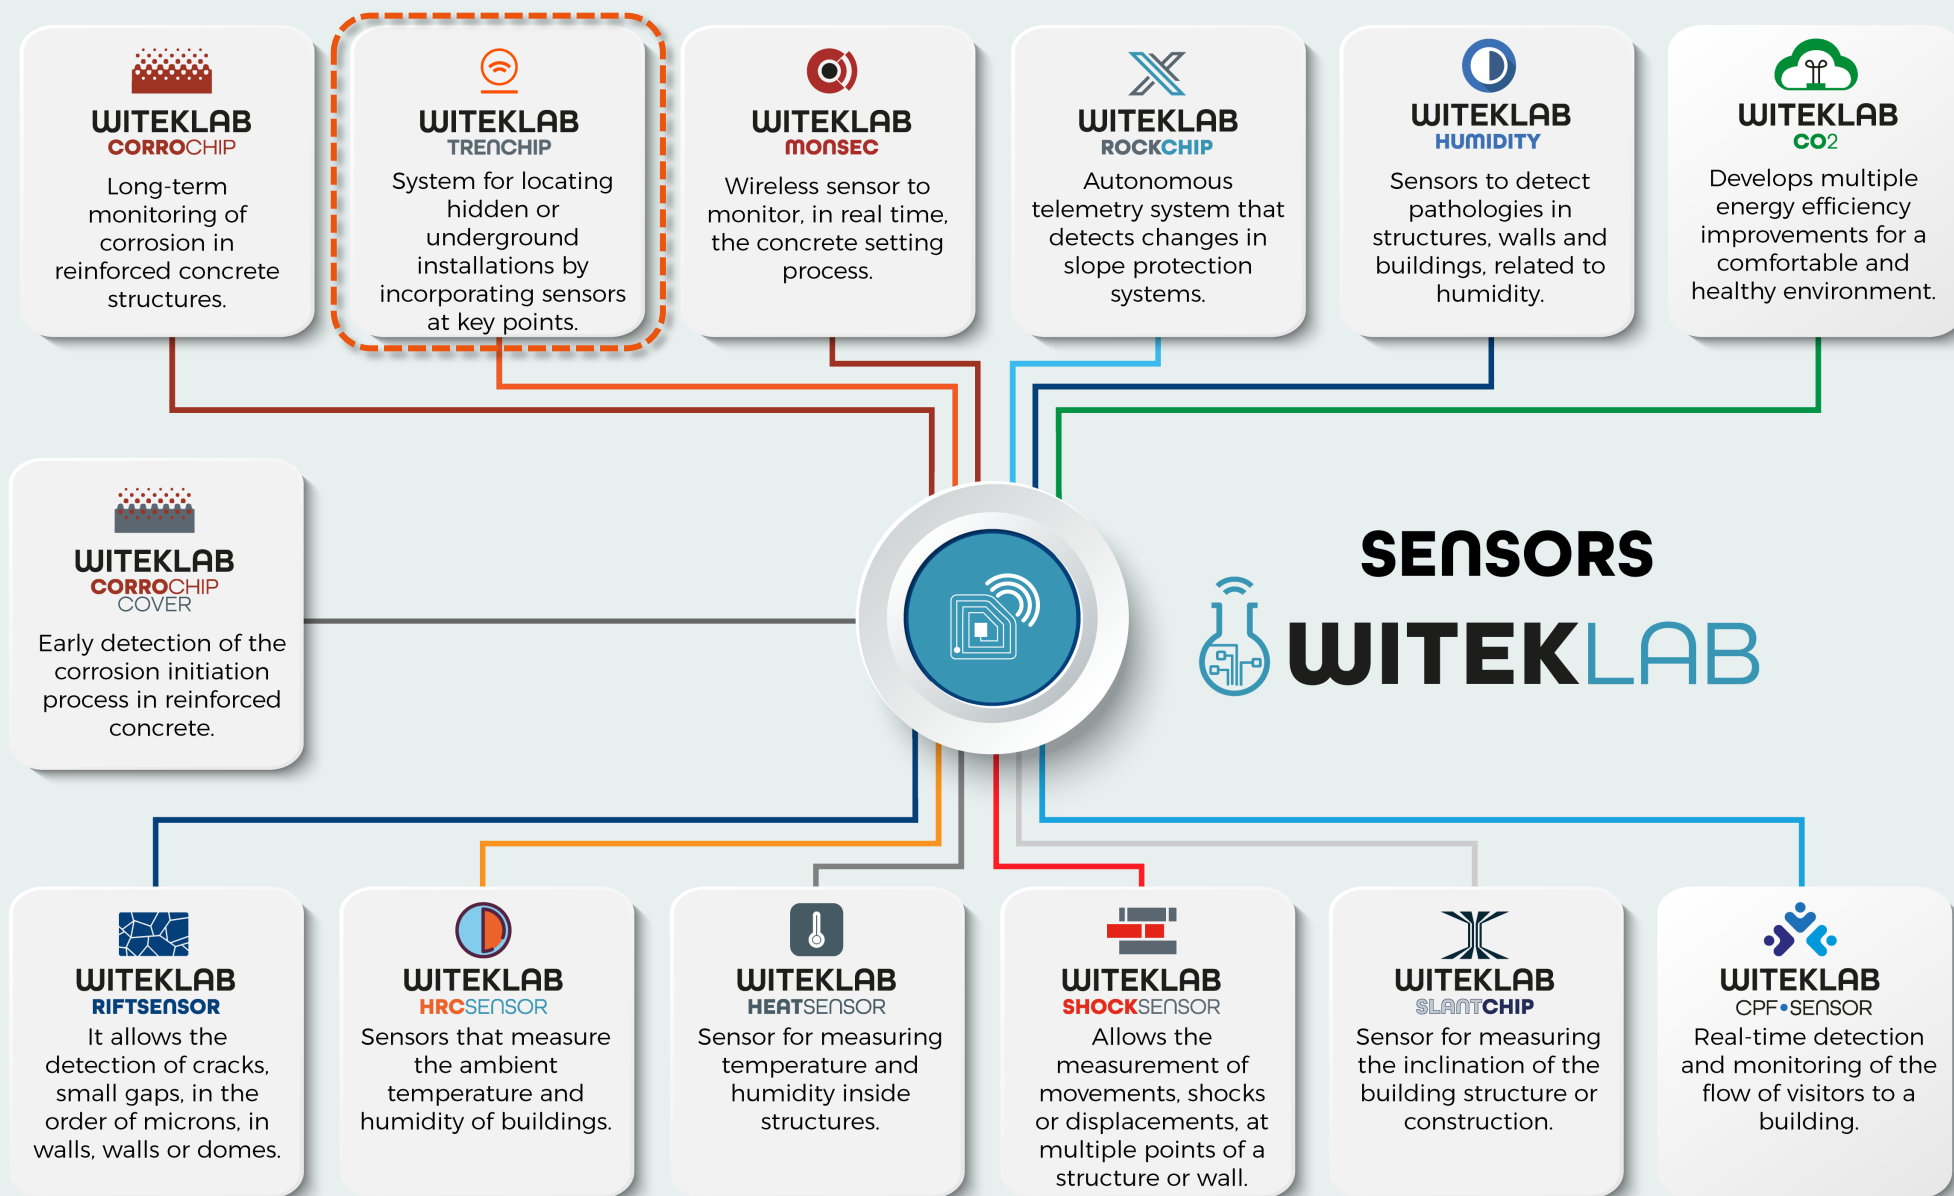 WITEKLAB
CORROCHIP
Long-term
monitoring of
corrosion in
reinforced concrete
structures.
WITEKLAB
TRENCHIP
System for locating
hidden or
underground
installations by
incorporating sensors
at key points.
WITEKLAB
MONSEC
Wireless sensor to
monitor, in real time,
the concrete setting
process.
WITEKLAB
ROCKCHIP
Autonomous
telemetry system that
detects changes in
slope protection
systems.
WITEKLAB
HUMIDITY
Sensors to detect
pathologies in
structures, walls and
buildings, related to
humidity.
WITEKLAB
CO2
Develops multiple
energy efficiency
improvements for a
comfortable and
healthy environment.
WITEKLAB
CORROCHIP
COVER
Early detection of the
corrosion initiation
process in reinforced
concrete.
SENSORS
WITEKLAB
WITEKLAB
RIFTSENSOR
It allows the
detection of cracks,
small gaps, in the
order of microns, in
walls, walls or domes.
WITEKLAB
HRCSENSOR
Sensors that measure
the ambient
temperature and
humidity of buildings.
WITEKLAB
HEATSENSOR
Sensor for measuring
temperature and
humidity inside
structures.
WITEKLAB
SHOCKSENSOR
Allows the
measurement of
movements, shocks
or displacements, at
multiple points of a
structure or wall.
WITEKLAB
SLANTCHIP
Sensor for measuring
the inclination of the
building structure or
construction.
WITEKLAB
CPF•SENSOR
Real-time detection
and monitoring of the
flow of visitors to a
building.